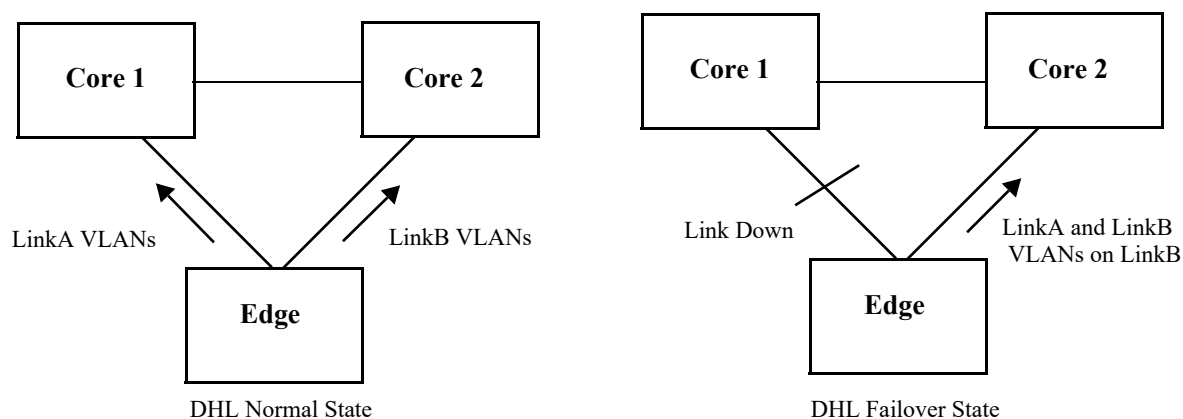 Core 1
Core 2
LinkA VLANs
LinkB VLANs
Edge
DHL Normal State
Core 1
Core 2
Link Down
LinkA and LinkB
VLANs on LinkB
Edge
DHL Failover State